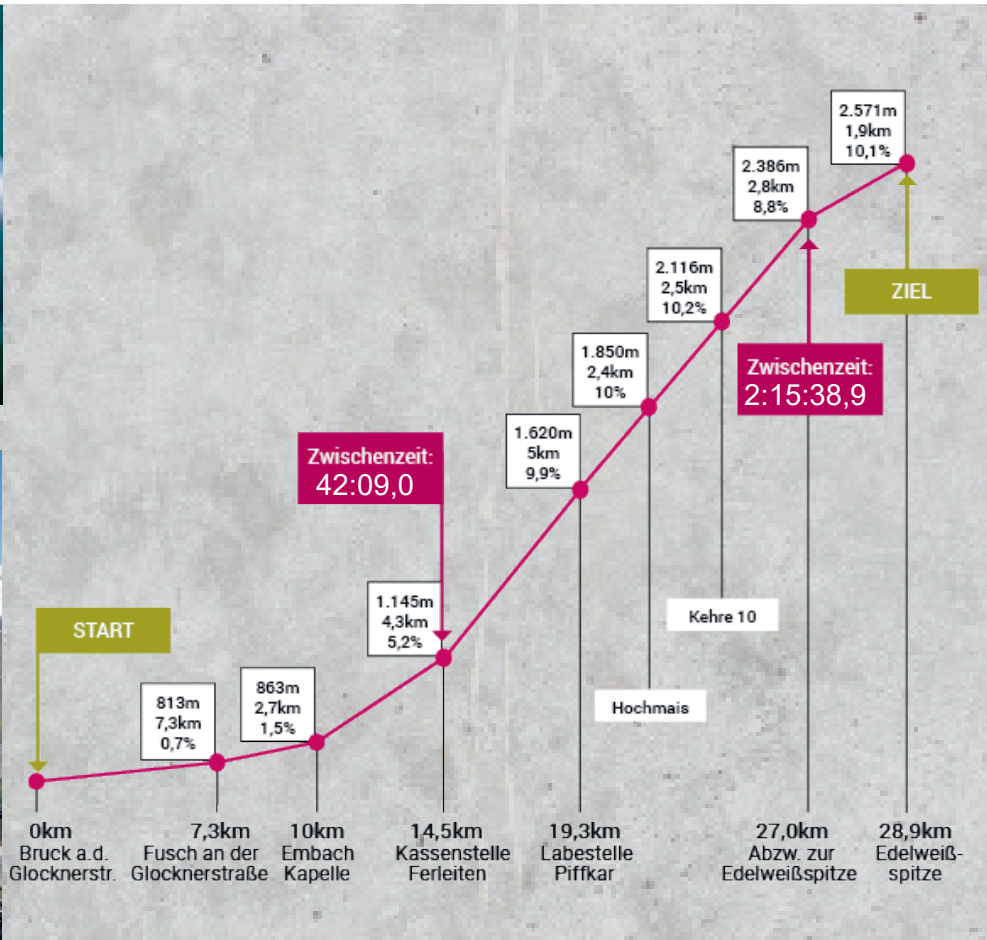 2.571m
1,9km
10,1%
2.386m
2,8km
8,8%
2.116m
2,5km
10,2%
ZIEL
1.850m
2,4km
10%
Zwischenzeit:
2:15:38,9
1.620m
5km
9,9%
Zwischenzeit:
42:09,0
1.145m
4,3km
5,2%
START
Kehre 10
863m
2,7km
1,5%
813m
7,3km
0,7%
Hochmais
0km
Bruck a.d.
Glocknerstr.
7,3km
Fusch an der
Glocknerstraße
10km
Embach
Kapelle
14,5km
Kassenstelle
Ferleiten
19,3km
Labestelle
Piffkar
27,0km
Abzw. zur
Edelweißspitze
28,9km
Edelweiß-
spitze